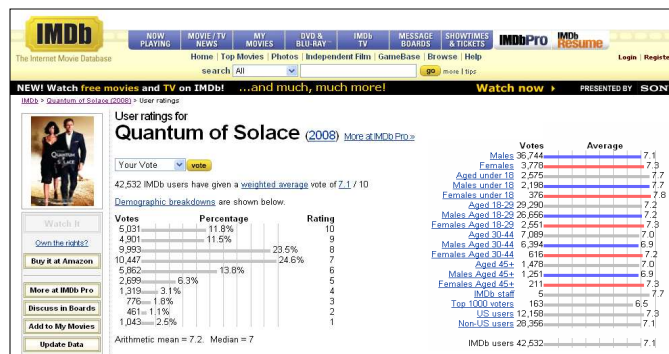 IMDb
The Internet Movie Database
NOW PLAYING
MOVIE / TV NEWS
MY MOVIES
DVD & BLU-RAY
IMDb TV
MESSAGE BOARDS
SHOWTIMES & TICKETS
IMDbPro
IMDb Resume
Home | Top Movies | Photos | Independent Film | GameBase | Browse | Help
Login | Registe
search All go more | tips
NEW! Watch free movies and TV on IMDb! ...and much, much more! Watch now PRESENTED BY SON
IMDb > Quantum of Solace (2008) > User ratings
QUANTUM OF SOLACE
Watch It
Own the rights?
Buy it at Amazon
More at IMDb Pro
Discuss in Boards
Add to My Movies
Update Data
User ratings for
Quantum of Solace (2008) More at IMDb Pro »
Your Vote vote
42,532 IMDb users have given a weighted average vote of 7.1 / 10
Demographic breakdowns are shown below.
Votes Percentage Rating
5,031 11.8% 10
4,901 11.5% 9
9,993 23.5% 8
10,447 24.6% 7
5,862 13.8% 6
2,699 6.3% 5
1,319 3.1% 4
776 1.8% 3
461 1.1% 2
1,043 2.5% 1
Arithmetic mean = 7.2. Median = 7
Votes Average
Males 36,744 7.1
Females 3,778 7.3
Aged under 18 2,575 7.7
Males under 18 2,198 7.7
Females under 18 376 7.8
Aged 18-29 29,290 7.2
Males Aged 18-29 26,656 7.2
Females Aged 18-29 2,551 7.3
Aged 30-44 7,089 7.0
Males Aged 30-44 6,394 6.9
Females Aged 30-44 616 7.2
Aged 45+ 1,478 7.0
Males Aged 45+ 1,251 6.9
Females Aged 45+ 211 7.3
IMDb staff 5 7.7
Top 1000 voters 163 6.5
US users 12,158 7.3
Non-US users 28,356 7.1
IMDb users 42,532 7.1